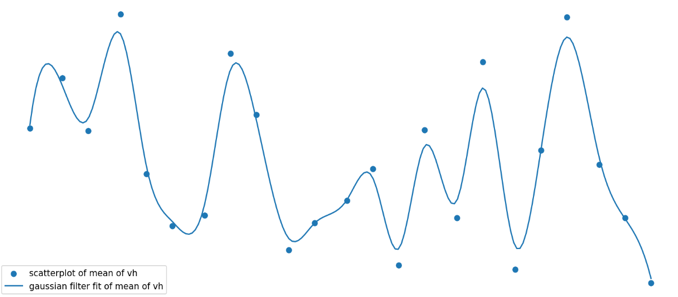 scatterplot of mean of vh
gaussian filter fit of mean of vh